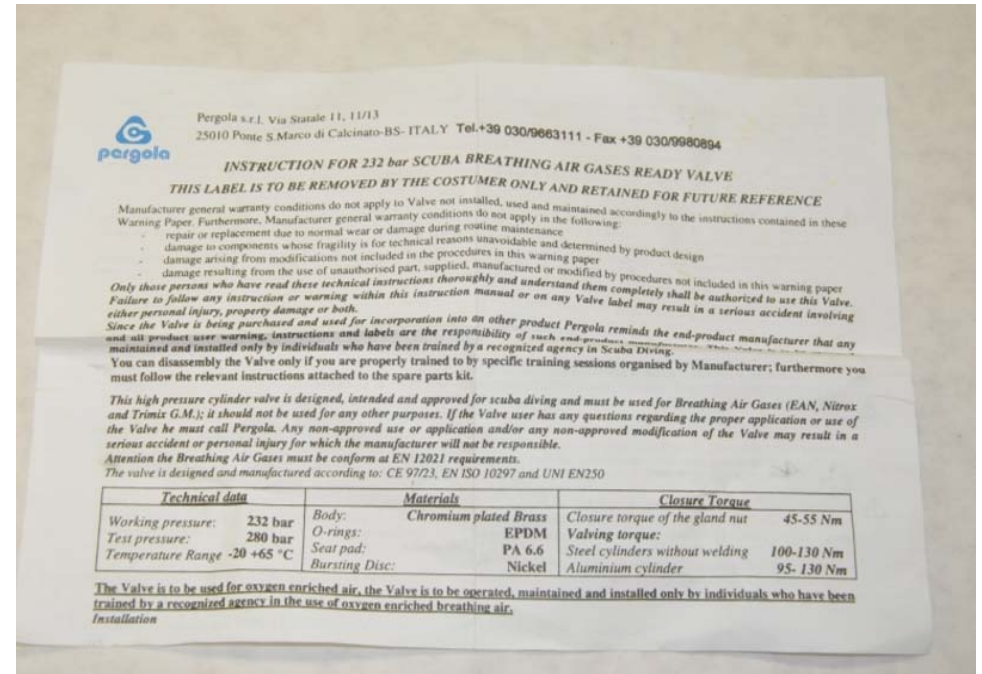 Pergola s.r.l. Via Statale 11, 11/13
25010 Ponte S.Marco di Calcinato-BS- ITALY Tel.+39 030/9663111 - Fax +39 030/9980894
pergola
INSTRUCTION FOR 232 bar SCUBA BREATHING AIR GASES READY VALVE
THIS LABEL IS TO BE REMOVED BY THE COSTUMER ONLY AND RETAINED FOR FUTURE REFERENCE
Manufacturer general warranty conditions do not apply to Valve not installed, used and maintained accordingly to the instructions contained in these
Warning Paper. Furthermore, Manufacturer general warranty conditions do not apply in the following:
- repair or replacement due to normal wear or damage during routine maintenance
- damage to components whose fragility is for technical reasons unavoidable and determined by product design
- damage arising from modifications not included in the procedures in this warning paper
- damage resulting from the use of unauthorised part, supplied, manufactured or modified by procedures not included in this warning paper
Only those persons who have read these technical instructions thoroughly and understand them completely shall be authorized to use this Valve.
Failure to follow any instruction or warning within this instruction manual or on any Valve label may result in a serious accident involving
either personal injury, property damage or both.
Since the Valve is being purchased and used for incorporation into an other product Pergola reminds the end-product manufacturer that any
and all product user warning, instructions and labels are the responsibility of such end-product
maintained and installed only by individuals who have been trained by a recognized agency in Scuba Diving.
You can disassembly the Valve only if you are properly trained to by specific training sessions organised by Manufacturer; furthermore you
must follow the relevant instructions attached to the spare parts kit.
This high pressure cylinder valve is designed, intended and approved for scuba diving and must be used for Breathing Air Gases (EAN, Nitrox
and Trimix G.M.); it should not be used for any other purposes. If the Valve user has any questions regarding the proper application or use of
the Valve he must call Pergola. Any non-approved use or application and/or any non-approved modification of the Valve may result in a
serious accident or personal injury for which the manufacturer will not be responsible.
Attention the Breathing Air Gases must be conform at EN 12021 requirements.
The valve is designed and manufactured according to: CE 97/23, EN ISO 10297 and UNI EN250
Technical data Materials Closure Torque
Working pressure: 232 bar Body: Chromium plated Brass Closure torque of the gland nut 45-55 Nm
Test pressure: 280 bar O-rings: EPDM Valving torque:
Temperature Range -20 +65 °C Seat pad: PA 6.6 Steel cylinders without welding 100-130 Nm
Bursting Disc: Nickel Aluminium cylinder 95- 130 Nm
The Valve is to be used for oxygen enriched air, the Valve is to be operated, maintained and installed only by individuals who have been
trained by a recognized agency in the use of oxygen enriched breathing air.
Installation